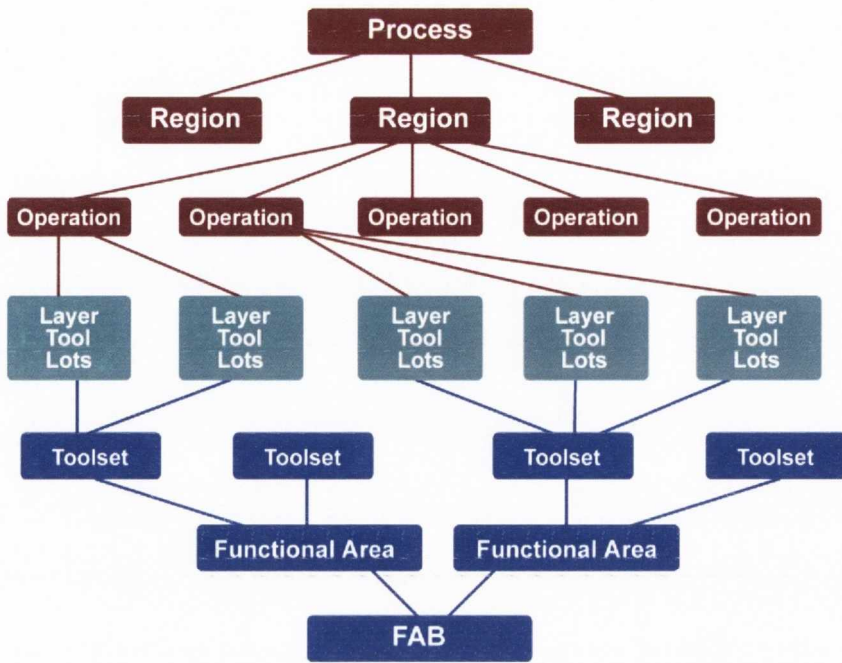 Process
Region
Region
Region
Operation
Operation
Operation
Operation
Operation
Layer
Tool
Lots
Layer
Tool
Lots
Layer
Tool
Lots
Layer
Tool
Lots
Layer
Tool
Lots
Toolset
Toolset
Toolset
Toolset
Functional Area
Functional Area
FAB